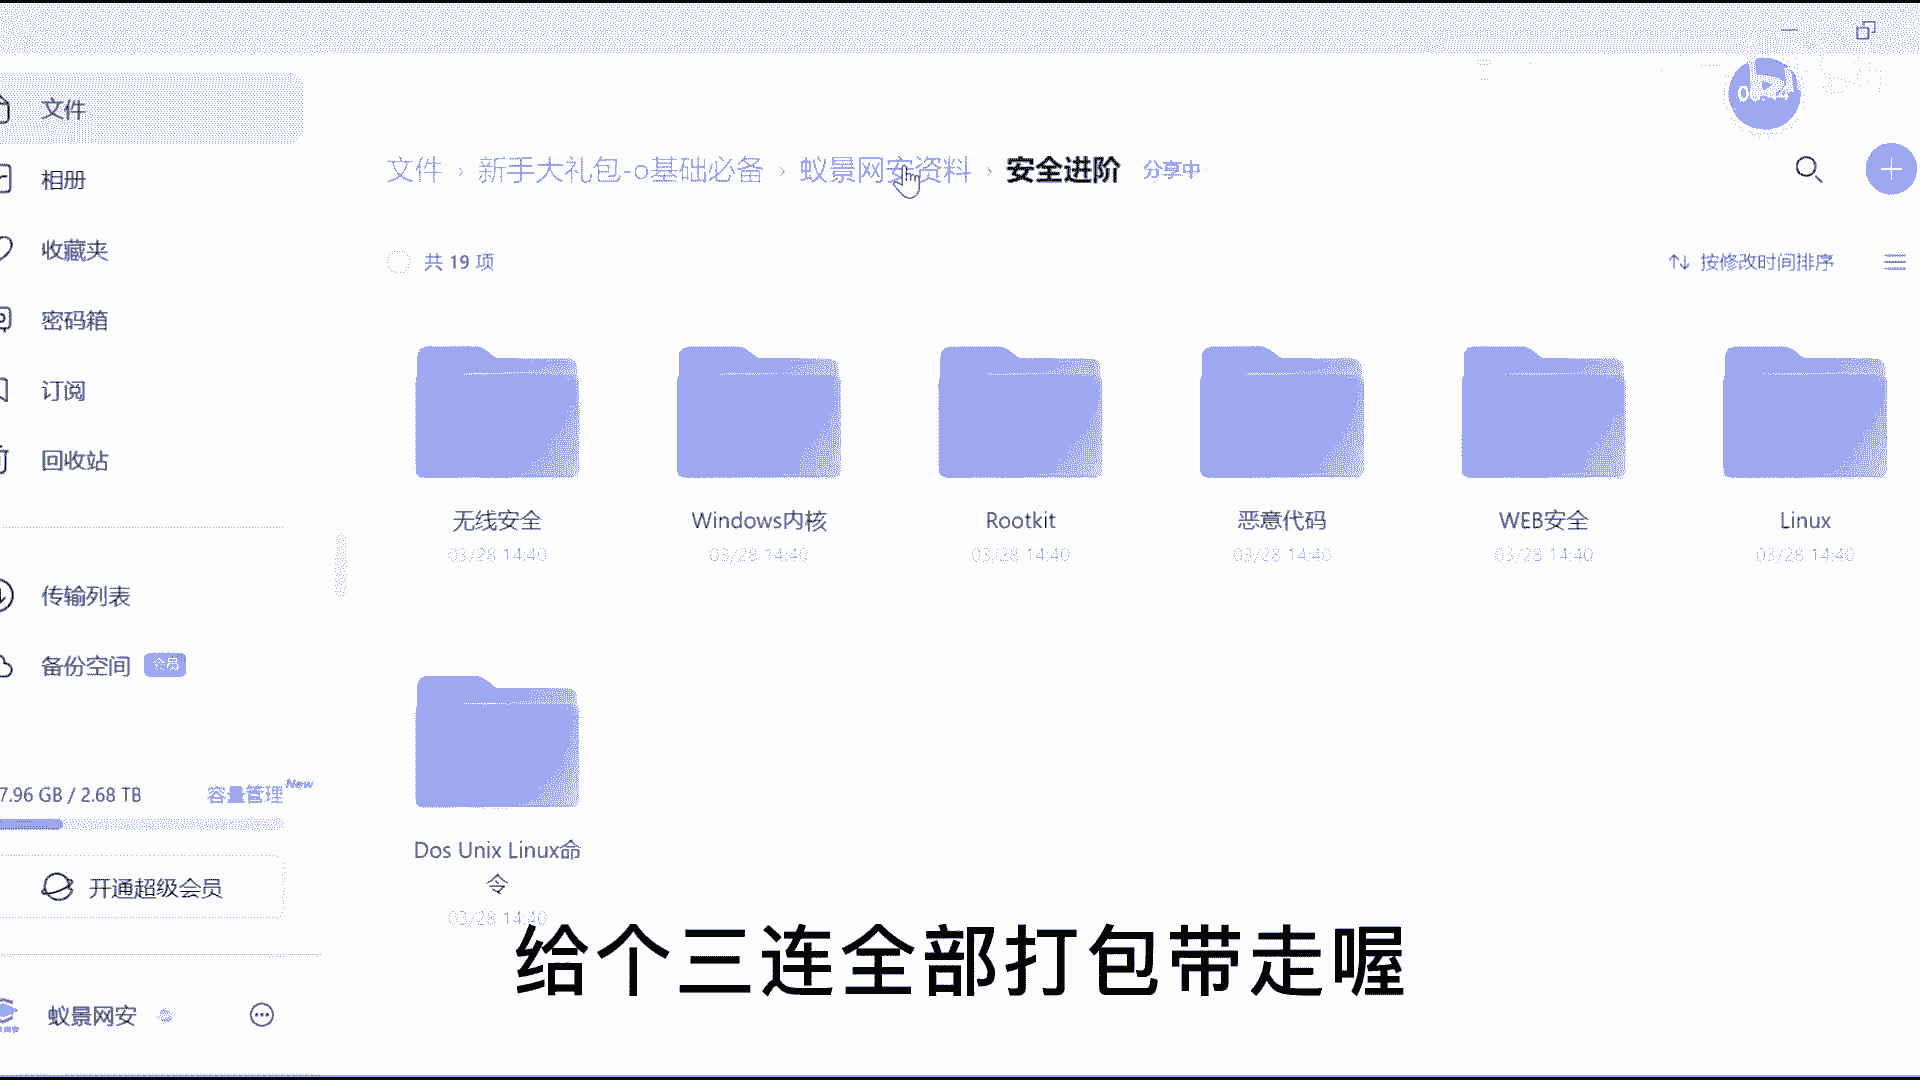 文件
相册
收藏夹
密码箱
订阅
回收站
传输列表
备份空间 会员
7.96 GB / 2.68 TB 容量管理 New
开通超级会员
蚁景网安
文件 › 新手大礼包-0基础必备 › 蚁景网安资料 › 安全进阶 分享中
共 19 项
按修改时间排序
无线安全
03/28 14:40
Windows内核
03/28 14:40
Rootkit
03/28 14:40
恶意代码
03/28 14:40
WEB安全
03/28 14:40
Linux
03/28 14:40
Dos Unix Linux命
令
03/28 14:40
给个三连全部打包带走喔